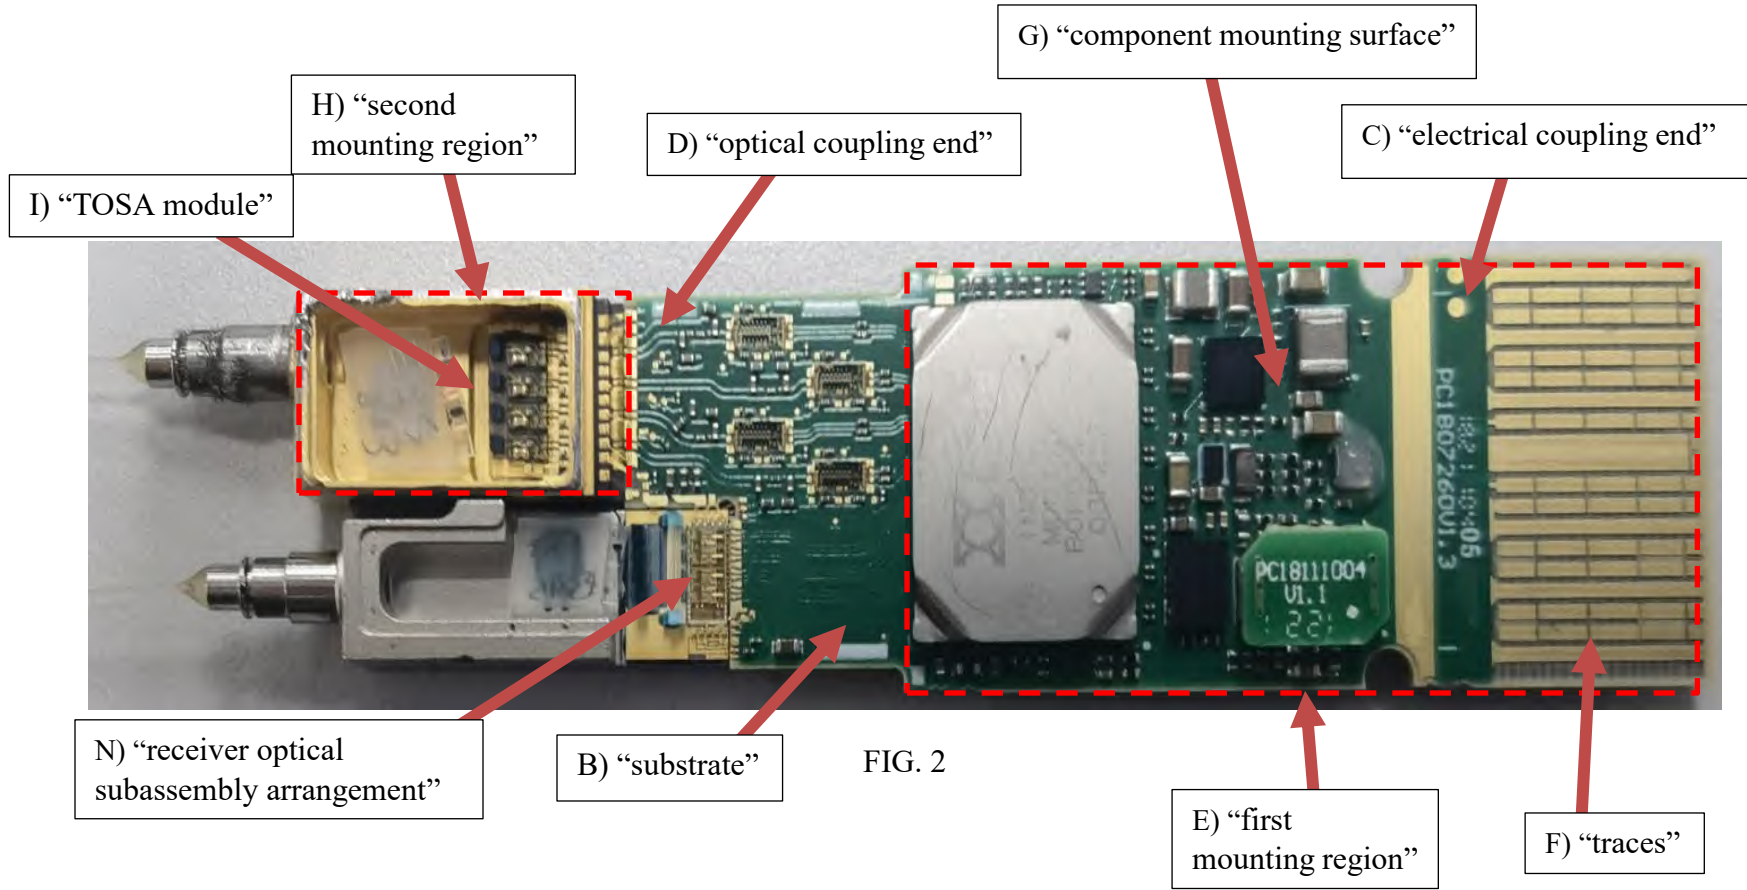 G) “component mounting surface”
H) “second
mounting region”
D) “optical coupling end”
C) “electrical coupling end”
I) “TOSA module”
PC180726DV1.3
PC18111004
V1.1
N) “receiver optical
subassembly arrangement”
B) “substrate”
FIG. 2
E) “first
mounting region”
F) “traces”